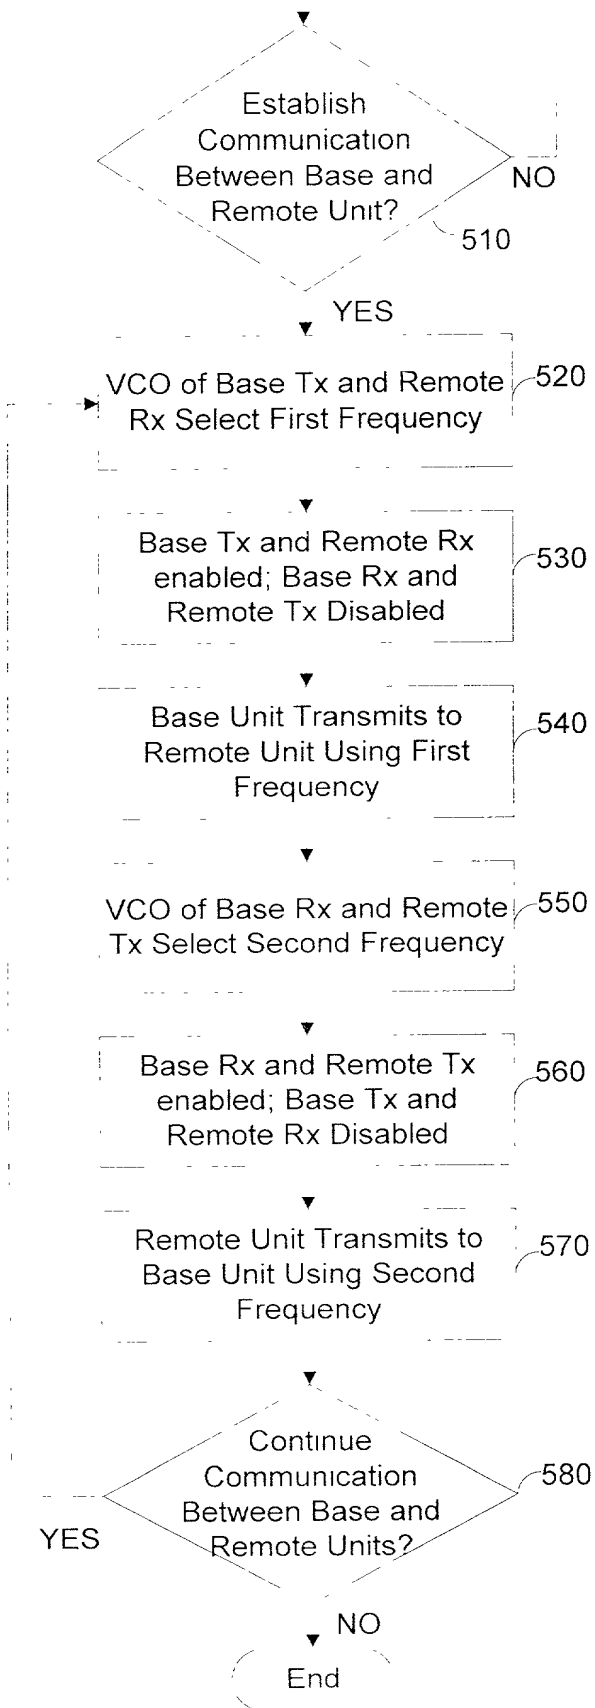 Establish
Communication
Between Base and
Remote Unit?
NO
510
YES
VCO of Base Tx and Remote
Rx Select First Frequency
520
Base Tx and Remote Rx
enabled; Base Rx and
Remote Tx Disabled
530
Base Unit Transmits to
Remote Unit Using First
Frequency
540
VCO of Base Rx and Remote
Tx Select Second Frequency
550
Base Rx and Remote Tx
enabled; Base Tx and
Remote Rx Disabled
560
Remote Unit Transmits to
Base Unit Using Second
Frequency
570
Continue
Communication
Between Base and
Remote Units?
580
YES
NO
End